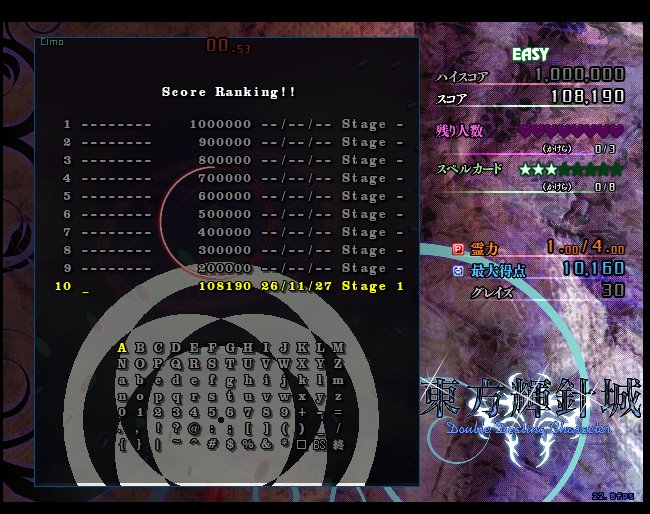 Cimo
00.53
Score Ranking!!
1 -------- 1000000 --/--/-- Stage -
2 -------- 900000 --/--/-- Stage -
3 -------- 800000 --/--/-- Stage -
4 -------- 700000 --/--/-- Stage -
5 -------- 600000 --/--/-- Stage -
6 -------- 500000 --/--/-- Stage -
7 -------- 400000 --/--/-- Stage -
8 -------- 300000 --/--/-- Stage -
9 -------- 200000 --/--/-- Stage -
10 _ 108190 26/11/27 Stage 1
A B C D E F G H I J K L M
N O P Q R S T U V W X Y Z
a b c d e f g h i j k l m
n o p q r s t u v w x y z
0 1 2 3 4 5 6 7 8 9 + - =
. , ! ? @ : ; [ ] ( ) _ /
{ } | ~ ^ # $ % & * □ BS 終
EASY
ハイスコア 1,000,000
スコア 108,190
残り人数
(かけら) 0/3
スペルカード
(かけら) 0/8
P 霊力 1.00/4.00
最大得点 10,160
グレイズ 30
東方輝針城
Double Dealing Character
22.8fps